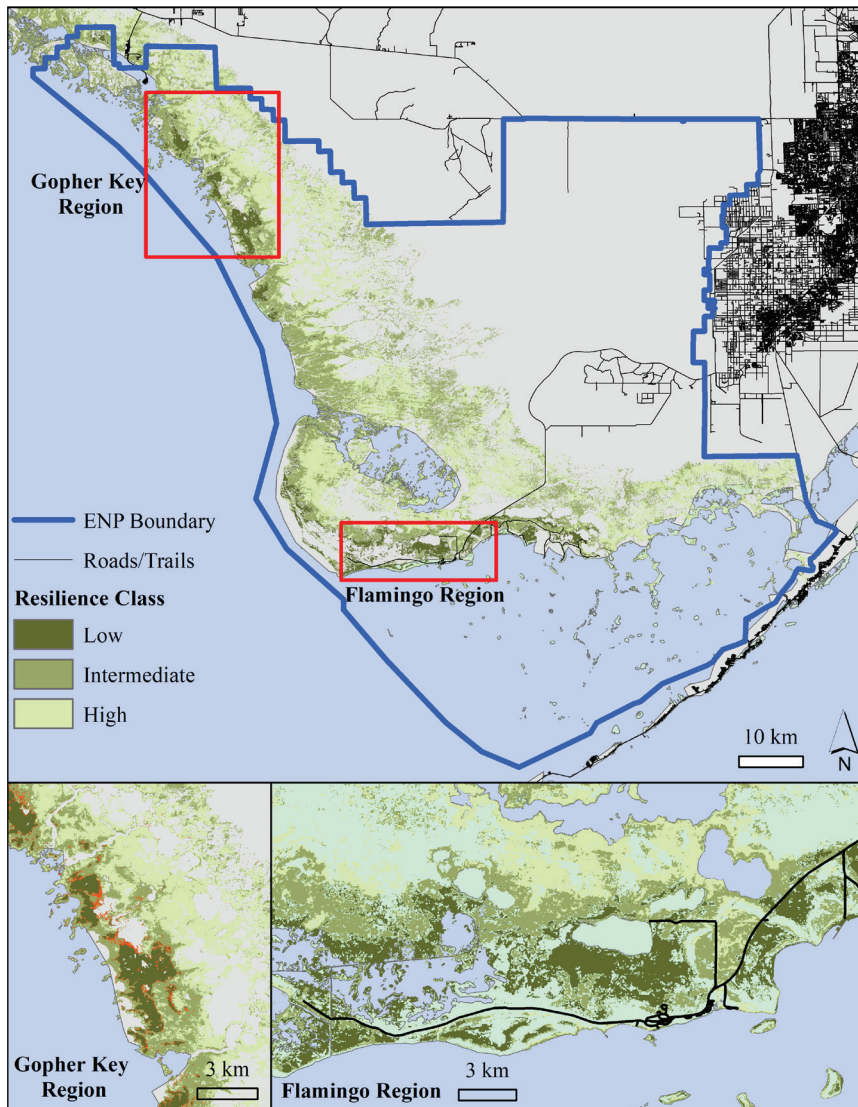 Gopher Key
Region
ENP Boundary
Roads/Trails
Resilience Class
Low
Intermediate
High
Flamingo Region
10 km
N
Gopher Key
Region
3 km
Flamingo Region
3 km